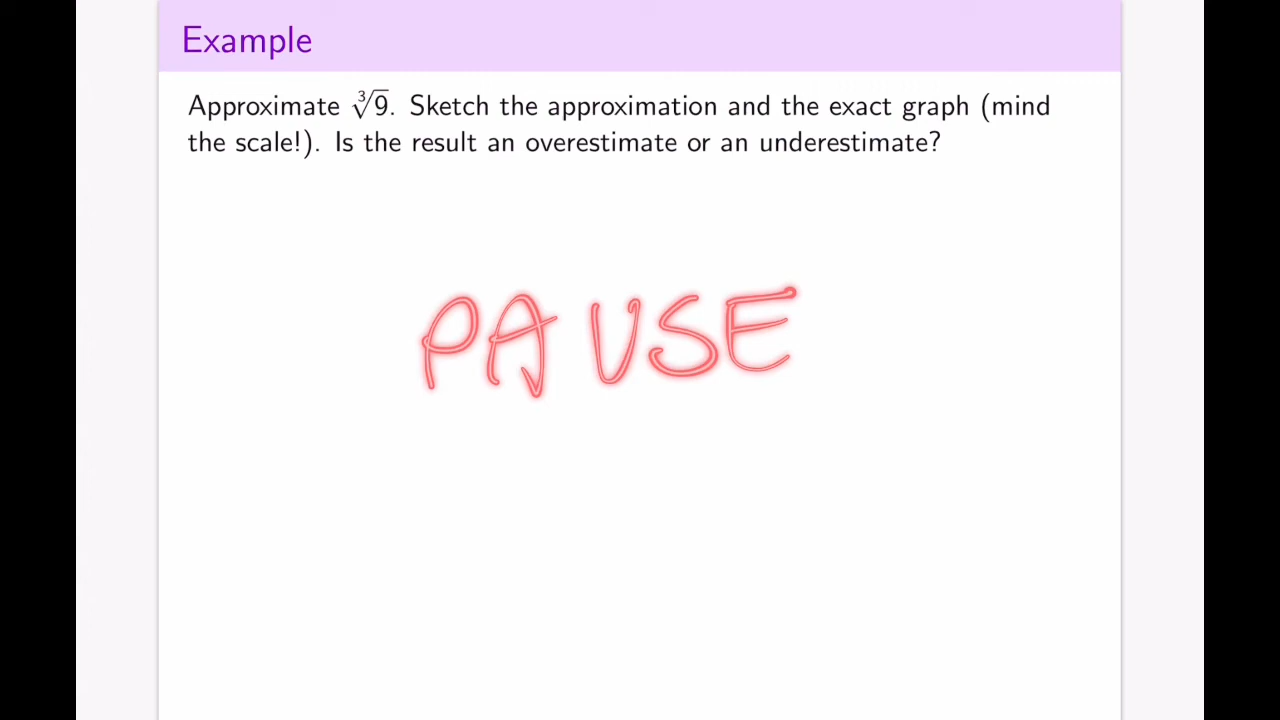 Example
Approximate ∛9. Sketch the approximation and the exact graph (mind
the scale!). Is the result an overestimate or an underestimate?
PAUSE